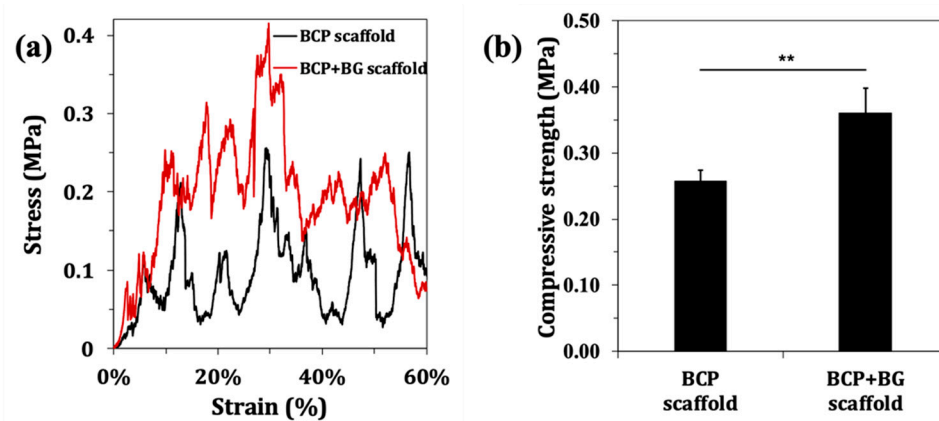 (a)
BCP scaffold
BCP+BG scaffold
Stress (MPa)
0.4
0.3
0.2
0.1
0
0%
20%
40%
60%
Strain (%)
(b)
Compressive strength (MPa)
0.50
0.40
0.30
0.20
0.10
0.00
**
BCP
scaffold
BCP+BG
scaffold